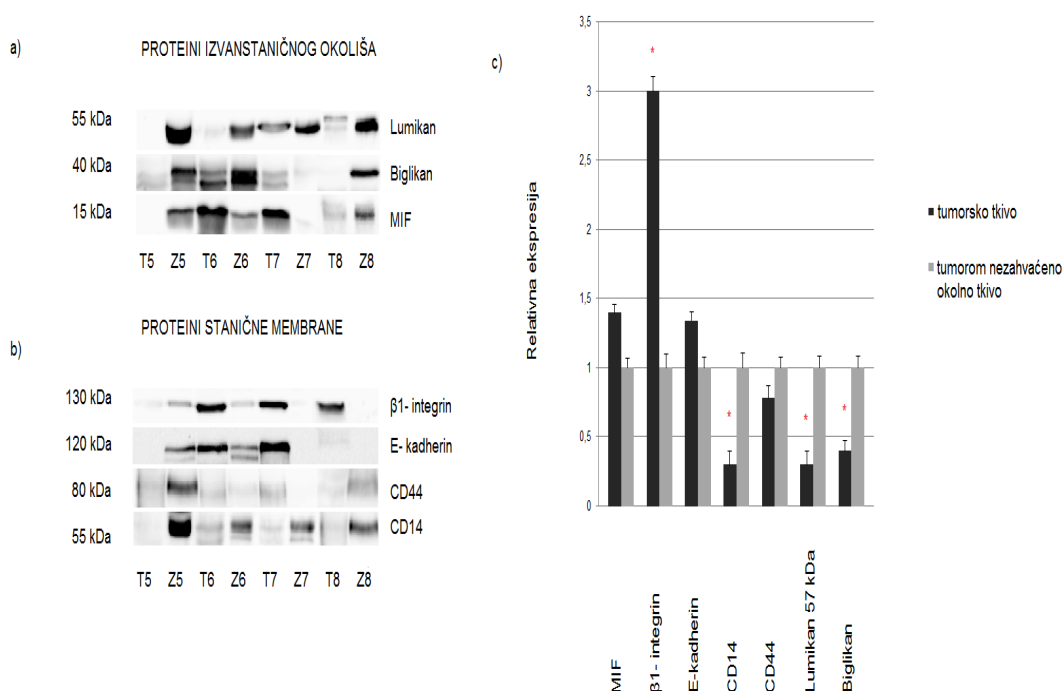 a)
PROTEINI IZVANSTANIČNOG OKOLIŠA
55 kDa
Lumikan
40 kDa
Biglikan
15 kDa
MIF
T5 Z5 T6 Z6 T7 Z7 T8 Z8
b)
PROTEINI STANIČNE MEMBRANE
130 kDa
β1- integrin
120 kDa
E- kadherin
80 kDa
CD44
55 kDa
CD14
T5 Z5 T6 Z6 T7 Z7 T8 Z8
c)
Relativna ekspresija
3,5
3
2,5
2
1,5
1
0,5
0
*
*
*
*
MIF
β1- integrin
E-kadherin
CD14
CD44
Lumikan 57 kDa
Biglikan
tumorsko tkivo
tumorom nezahvaćeno
okolno tkivo